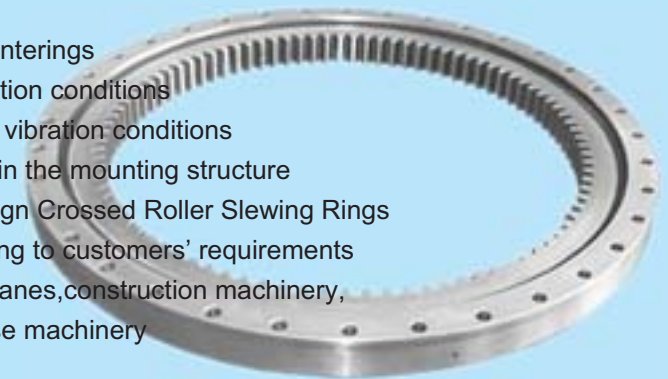 nterings
tion conditions
vibration conditions
in the mounting structure
gn Crossed Roller Slewing Rings
ng to customers’ requirements
anes,construction machinery,
se machinery